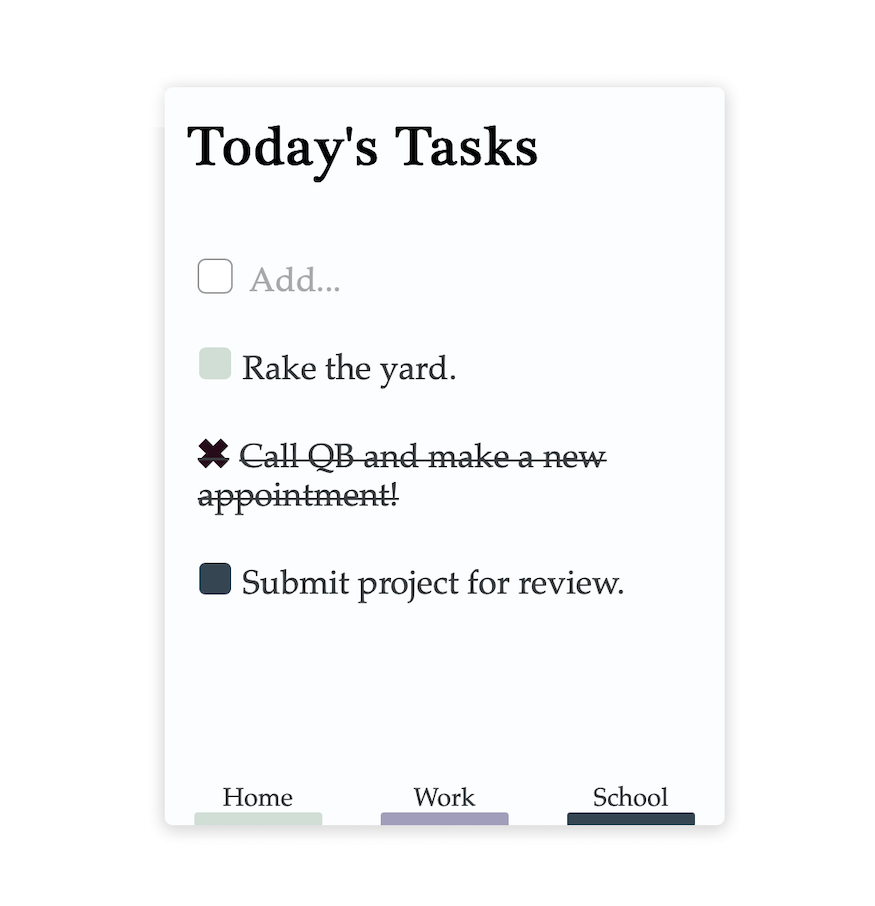 Today's Tasks
Add...
Rake the yard.
Call QB and make a new
appointment!
Submit project for review.
Home
Work
School